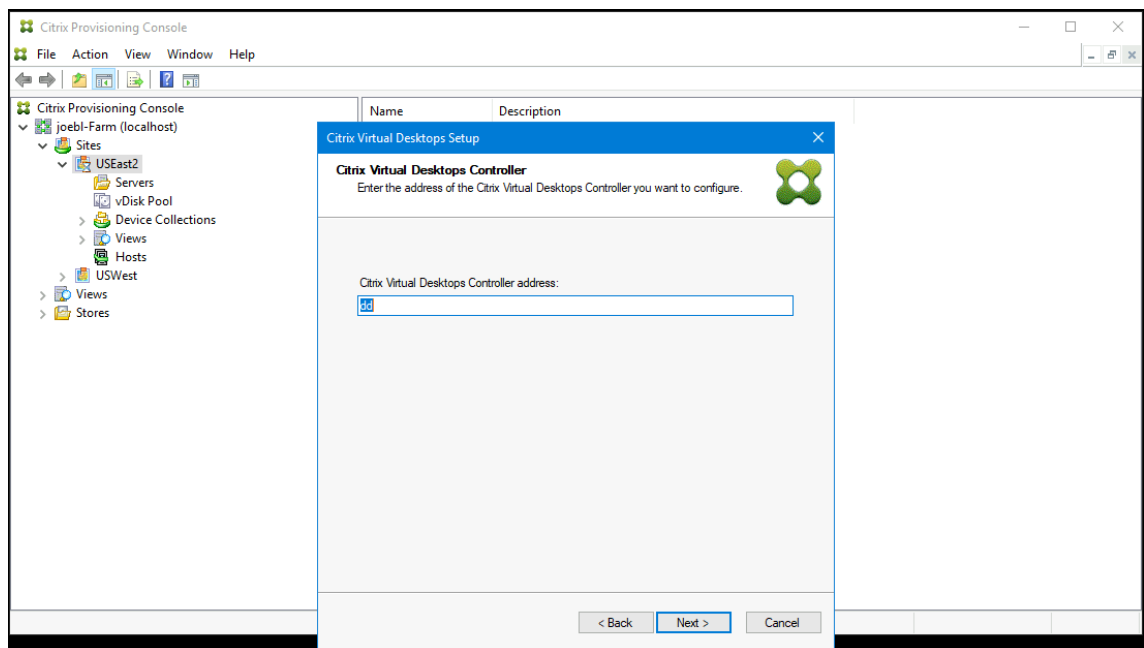 Citrix Provisioning Console
File Action View Window Help
Citrix Provisioning Console
joebl-Farm (localhost)
Sites
USEast2
Servers
vDisk Pool
Device Collections
Views
Hosts
USWest
Views
Stores
Name Description
Citrix Virtual Desktops Setup
Citrix Virtual Desktops Controller
Enter the address of the Citrix Virtual Desktops Controller you want to configure.
Citrix Virtual Desktops Controller address:
dd
< Back Next > Cancel